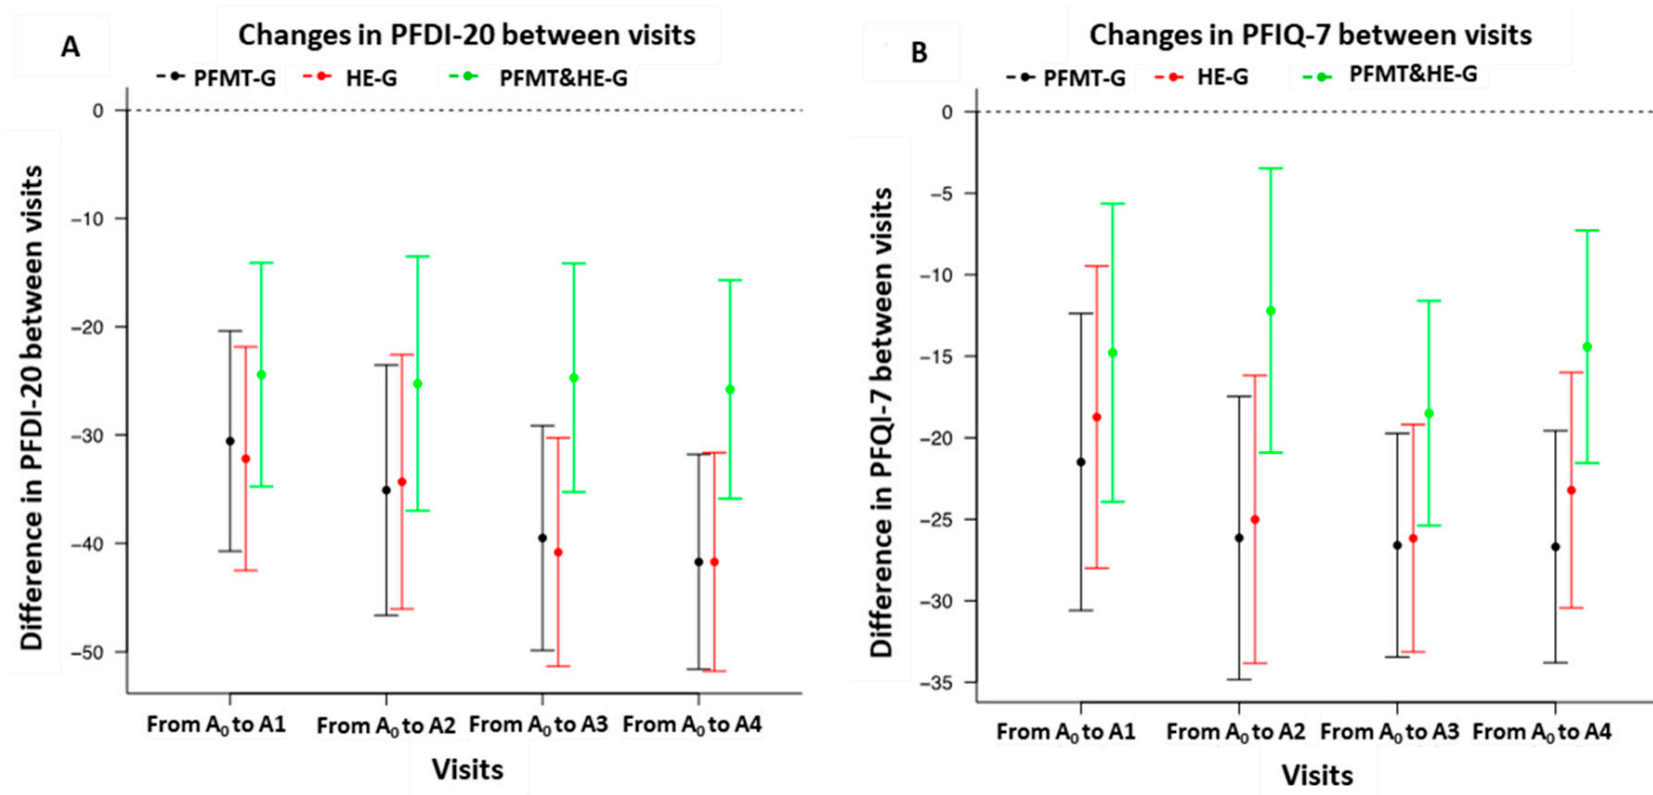 A
Changes in PFDI-20 between visits
PFMT-G HE-G PFMT&HE-G
Difference in PFDI-20 between visits
0
−10
−20
−30
−40
−50
From A₀ to A1 From A₀ to A2 From A₀ to A3 From A₀ to A4
Visits
B
Changes in PFIQ-7 between visits
PFMT-G HE-G PFMT&HE-G
Difference in PFQI-7 between visits
0
−5
−10
−15
−20
−25
−30
−35
From A₀ to A1 From A₀ to A2 From A₀ to A3 From A₀ to A4
Visits